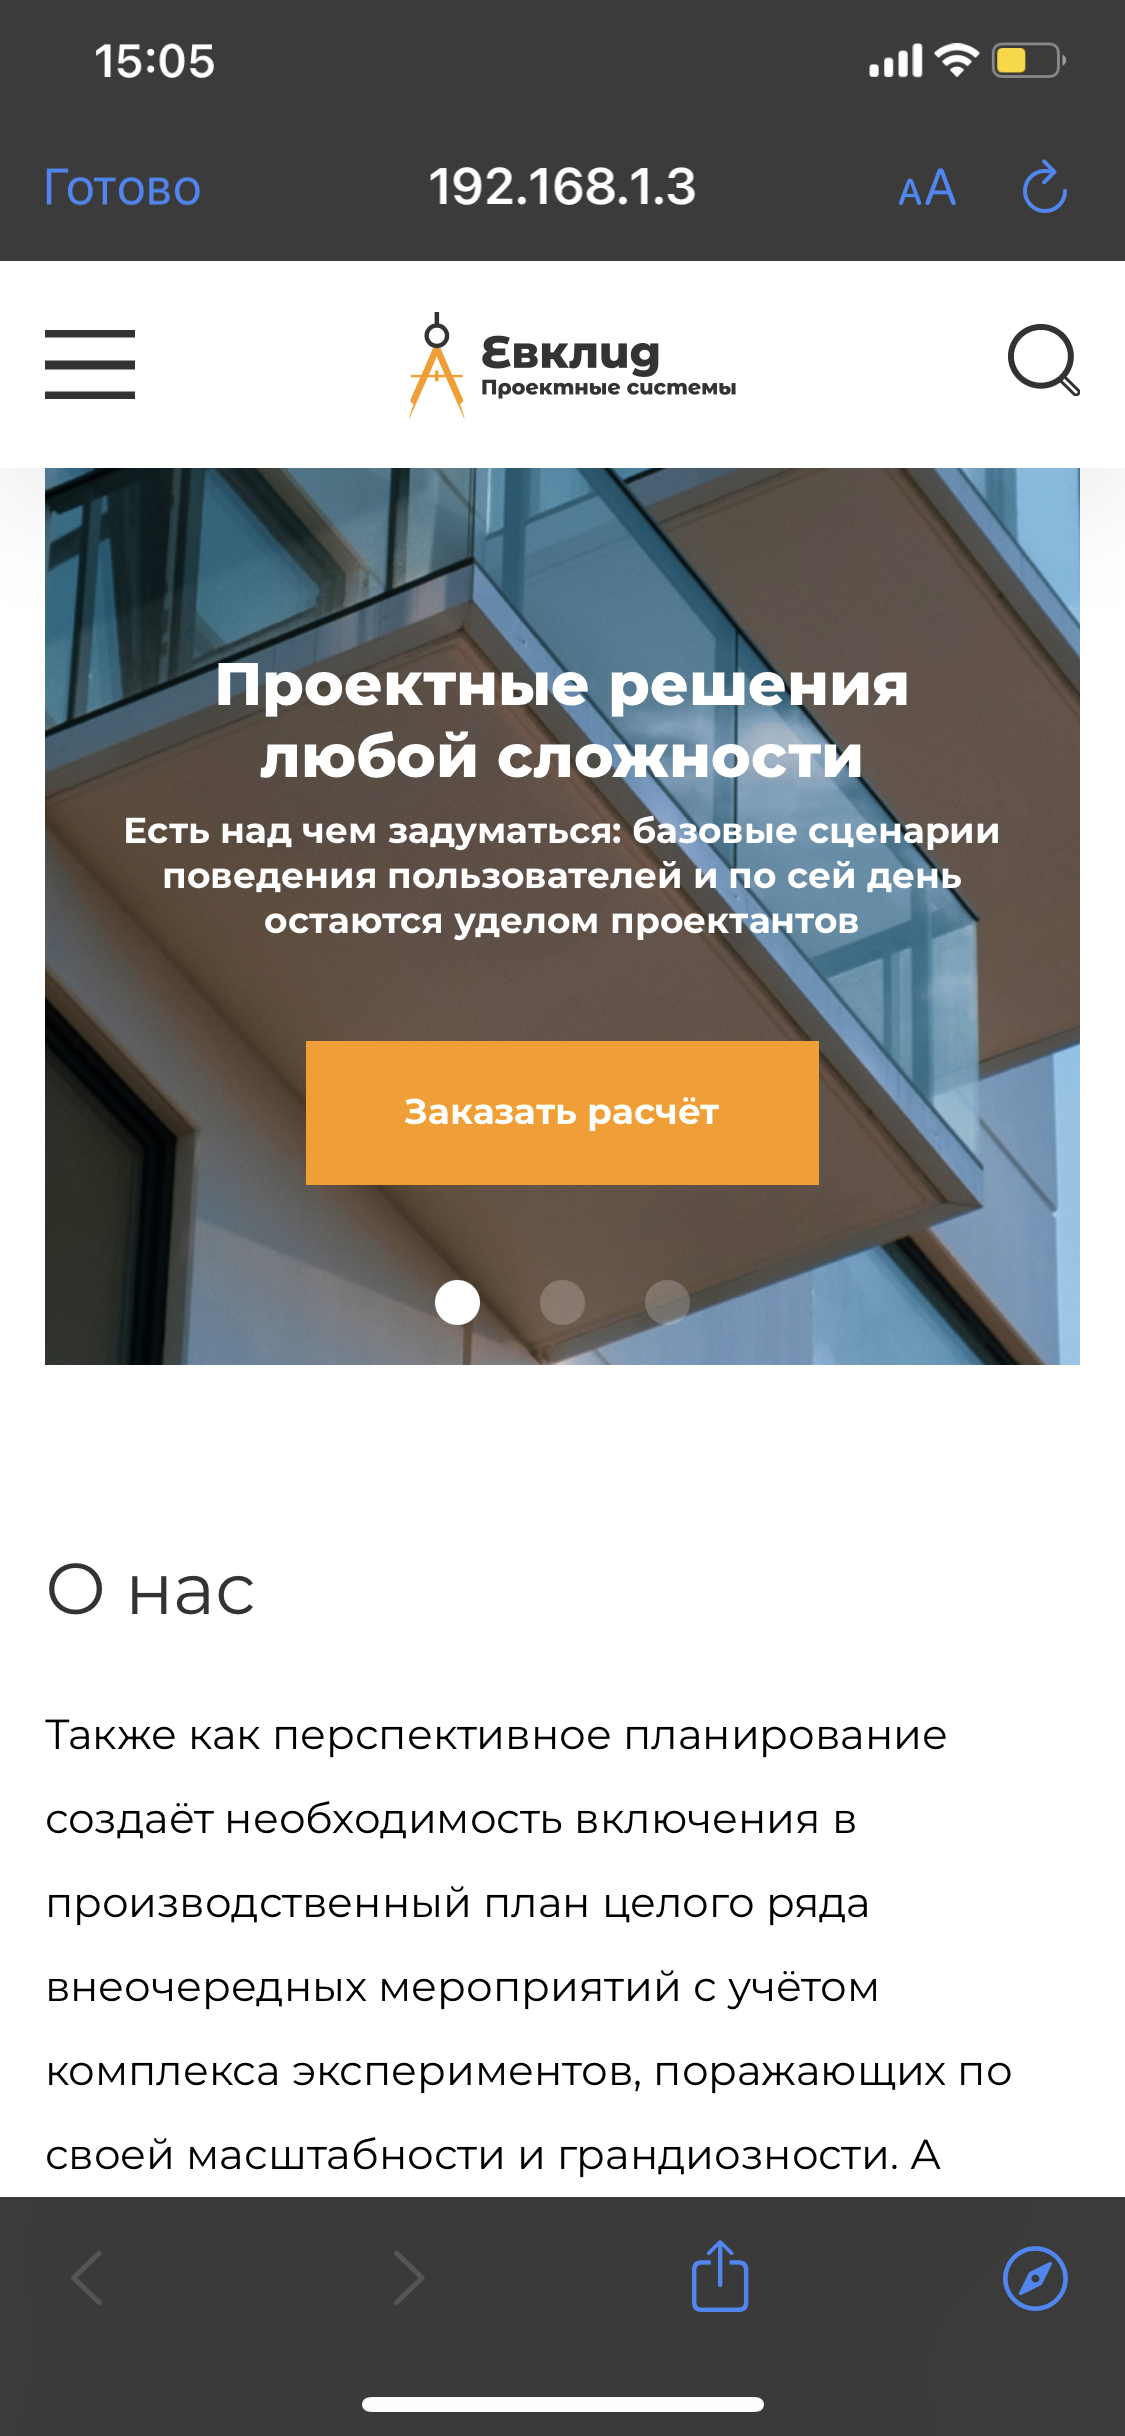 15:05
Готово 192.168.1.3 AA
Евклид
Проектные системы
Проектные решения
любой сложности
Есть над чем задуматься: базовые сценарии
поведения пользователей и по сей день
остаются уделом проектантов
Заказать расчёт
О нас
Также как перспективное планирование
создаёт необходимость включения в
производственный план целого ряда
внеочередных мероприятий с учётом
комплекса экспериментов, поражающих по
своей масштабности и грандиозности. А